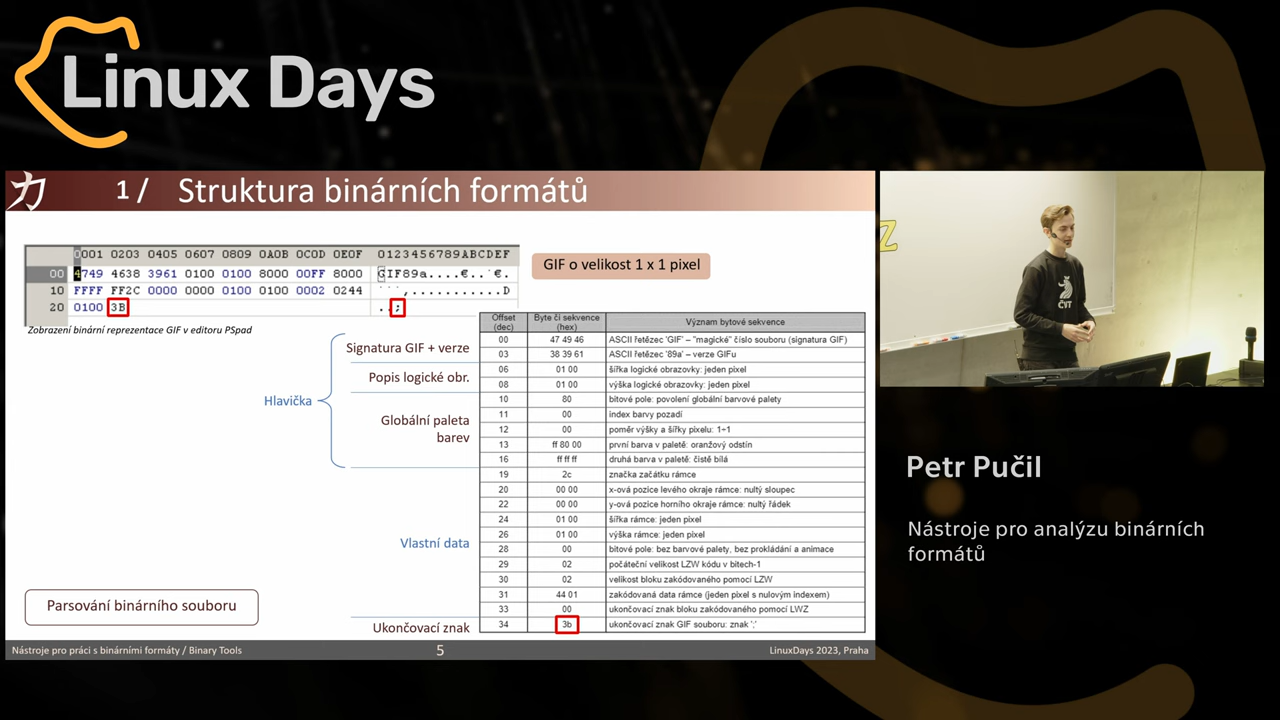 Linux Days
力 1 / Struktura binárních formátů
0001 0203 0405 0607 0809 0A0B 0C0D 0E0F 0123456789ABCDEF
00 4749 4638 3961 0100 0100 8000 00FF 8000 GIF89a....€..˙€.
10 FFFF FF2C 0000 0000 0100 0100 0002 0244 ˙˙˙,...........D
20 0100 3B ..;
GIF o velikost 1 x 1 pixel
Zobrazení binární reprezentace GIF v editoru PSpad
Signatura GIF + verze
Popis logické obr.
Hlavička
Globální paleta
barev
Vlastní data
Ukončovací znak
Parsování binárního souboru
Offset (dec) Byte či sekvence (hex) Význam bytové sekvence
00 47 49 46 ASCII řetězec 'GIF' – "magické" číslo souboru (signatura GIF)
03 38 39 61 ASCII řetězec '89a' – verze GIFu
06 01 00 šířka logické obrazovky: jeden pixel
08 01 00 výška logické obrazovky: jeden pixel
10 80 bitové pole: povolení globální barvové palety
11 00 index barvy pozadí
12 00 poměr výšky a šířky pixelu: 1÷1
13 ff 80 00 první barva v paletě: oranžový odstín
16 ff ff ff druhá barva v paletě: čistě bílá
19 2c značka začátku rámce
20 00 00 x-ová pozice levého okraje rámce: nultý sloupec
22 00 00 y-ová pozice horního okraje rámce: nultý řádek
24 01 00 šířka rámce: jeden pixel
26 01 00 výška rámce: jeden pixel
28 00 bitové pole: bez barvové palety, bez prokládání a animace
29 02 počáteční velikost LZW kódu v bitech-1
30 02 velikost bloku zakódovaného pomocí LZW
31 44 01 zakódovaná data rámce (jeden pixel s nulovým indexem)
33 00 ukončovací znak bloku zakódovaného pomocí LWZ
34 3b ukončovací znak GIF souboru: znak ';'
Nástroje pro práci s binárními formáty / Binary Tools 5 LinuxDays 2023, Praha
Z
ČVT
Petr Pučil
Nástroje pro analýzu binárních
formátů